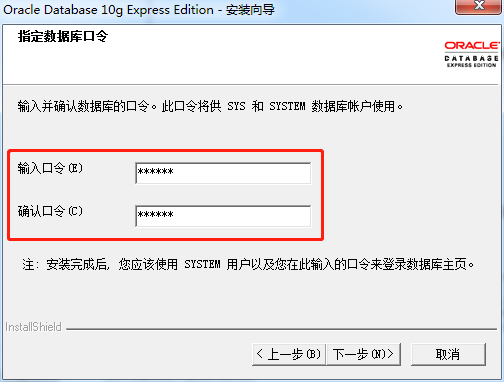 Oracle Database 10g Express Edition - 安装向导
指定数据库口令
ORACLE
DATABASE
EXPRESS EDITION
输入并确认数据库的口令。此口令将供 SYS 和 SYSTEM 数据库帐户使用。
输入口令(E)
******
确认口令(C)
******
注: 安装完成后, 您应该使用 SYSTEM 用户以及您在此输入的口令来登录数据库主页。
InstallShield
< 上一步(B) 下一步(N)> 取消